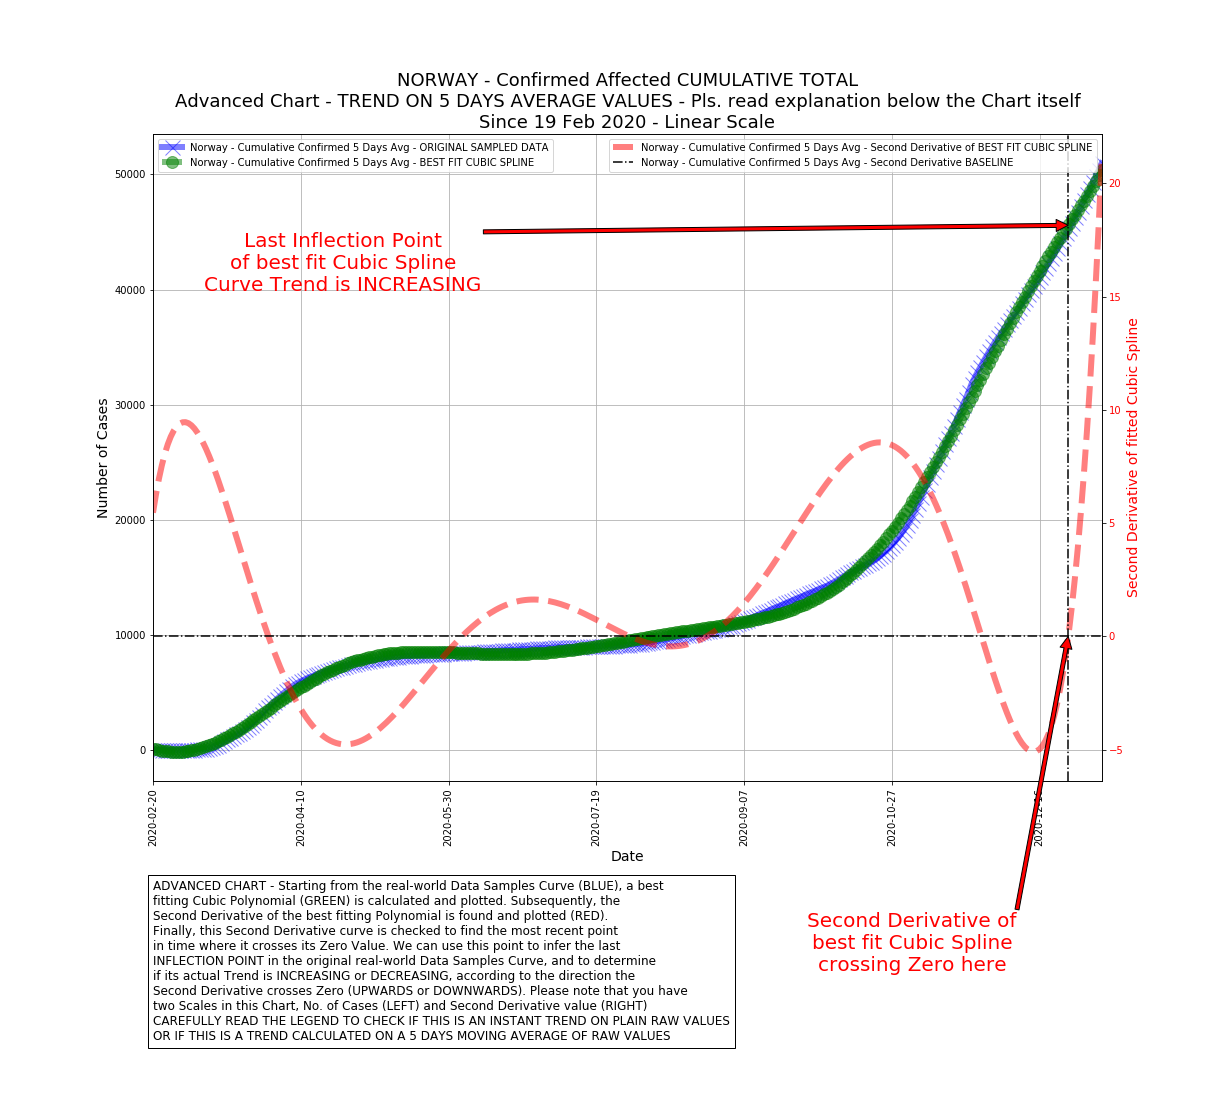 NORWAY - Confirmed Affected CUMULATIVE TOTAL
Advanced Chart - TREND ON 5 DAYS AVERAGE VALUES - Pls. read explanation below the Chart itself
Since 19 Feb 2020 - Linear Scale
Norway - Cumulative Confirmed 5 Days Avg - ORIGINAL SAMPLED DATA
Norway - Cumulative Confirmed 5 Days Avg - BEST FIT CUBIC SPLINE
Norway - Cumulative Confirmed 5 Days Avg - Second Derivative of BEST FIT CUBIC SPLINE
Norway - Cumulative Confirmed 5 Days Avg - Second Derivative BASELINE
Last Inflection Point
of best fit Cubic Spline
Curve Trend is INCREASING
Number of Cases
50000
40000
30000
20000
10000
0
20
15
10
5
0
−5
Second Derivative of fitted Cubic Spline
2020-02-20
2020-04-10
2020-05-30
2020-07-19
2020-09-07
2020-10-27
2020-12-16
Date
ADVANCED CHART - Starting from the real-world Data Samples Curve (BLUE), a best
fitting Cubic Polynomial (GREEN) is calculated and plotted. Subsequently, the
Second Derivative of the best fitting Polynomial is found and plotted (RED).
Finally, this Second Derivative curve is checked to find the most recent point
in time where it crosses its Zero Value. We can use this point to infer the last
INFLECTION POINT in the original real-world Data Samples Curve, and to determine
if its actual Trend is INCREASING or DECREASING, according to the direction the
Second Derivative crosses Zero (UPWARDS or DOWNWARDS). Please note that you have
two Scales in this Chart, No. of Cases (LEFT) and Second Derivative value (RIGHT)
CAREFULLY READ THE LEGEND TO CHECK IF THIS IS AN INSTANT TREND ON PLAIN RAW VALUES
OR IF THIS IS A TREND CALCULATED ON A 5 DAYS MOVING AVERAGE OF RAW VALUES
Second Derivative of
best fit Cubic Spline
crossing Zero here